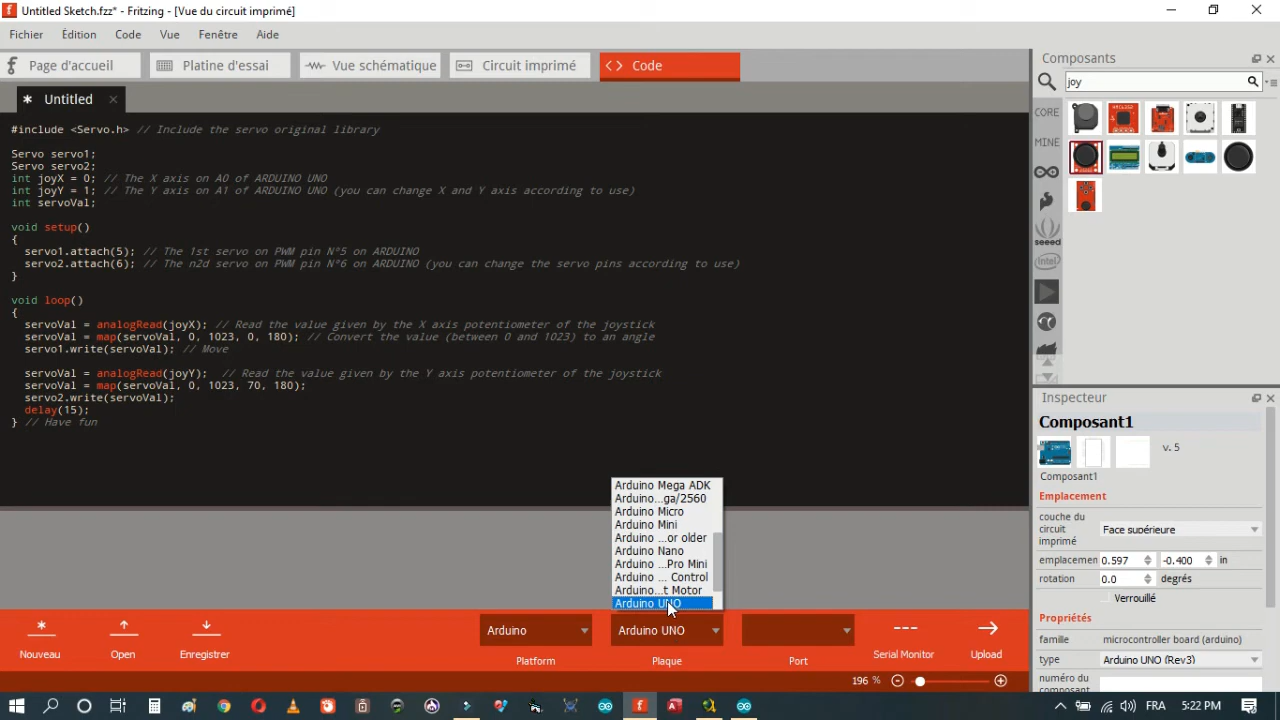 Untitled Sketch.fzz* - Fritzing - [Vue du circuit imprimé]
Fichier Édition Code Vue Fenêtre Aide
Page d'accueil Platine d'essai Vue schématique Circuit imprimé <> Code
* Untitled ×
#include <Servo.h> // Include the servo original library
Servo servo1;
Servo servo2;
int joyX = 0; // The X axis on A0 of ARDUINO UNO
int joyY = 1; // The Y axis on A1 of ARDUINO UNO (you can change X and Y axis according to use)
int servoVal;
void setup()
{
servo1.attach(5); // The 1st servo on PWM pin N°5 on ARDUINO
servo2.attach(6); // The n2d servo on PWM pin N°6 on ARDUINO (you can change the servo pins according to use)
}
void loop()
{
servoVal = analogRead(joyX); // Read the value given by the X axis potentiometer of the joystick
servoVal = map(servoVal, 0, 1023, 0, 180); // Convert the value (between 0 and 1023) to an angle
servo1.write(servoVal); // Move
servoVal = analogRead(joyY); // Read the value given by the Y axis potentiometer of the joystick
servoVal = map(servoVal, 0, 1023, 70, 180);
servo2.write(servoVal);
delay(15);
} // Have fun
Arduino Mega ADK
Arduino...ga/2560
Arduino Micro
Arduino Mini
Arduino ...or older
Arduino Nano
Arduino ...Pro Mini
Arduino ... Control
Arduino...t Motor
Arduino UNO
Nouveau
Open
Enregistrer
Arduino
Platform
Arduino UNO
Plaque
Port
Serial Monitor
Upload
196 %
Composants
joy
CORE
MINE
seeed
intel
Inspecteur
Composant1
v. 5
Composant1
Emplacement
couche du circuit imprimé Face supérieure
emplacemen 0.597 -0.400 in
rotation 0.0 degrés
Verrouillé
Propriétés
famille microcontroller board (arduino)
type Arduino UNO (Rev3)
numéro du composant
FR 5:22 PM